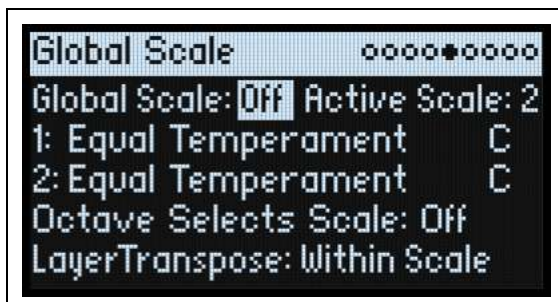 Global Scale
Global Scale: Off Active Scale: 2
1: Equal Temperament C
2: Equal Temperament C
Octave Selects Scale: Off
LayerTranspose: Within Scale